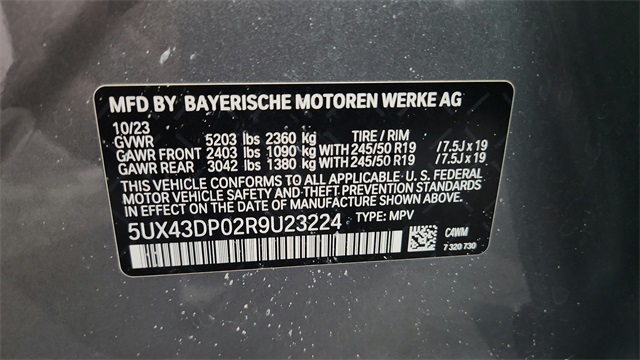 MFD BY BAYERISCHE MOTOREN WERKE AG
10/23
GVWR 5203 lbs 2360 kg TIRE / RIM
GAWR FRONT 2403 lbs 1090 kg WITH 245/50 R19 /7.5J x 19
GAWR REAR 3042 lbs 1380 kg WITH 245/50 R19 /7.5J x 19
THIS VEHICLE CONFORMS TO ALL APPLICABLE U. S. FEDERAL
MOTOR VEHICLE SAFETY AND THEFT PREVENTION STANDARDS
IN EFFECT ON THE DATE OF MANUFACTURE SHOWN ABOVE.
5UX43DP02R9U23224 TYPE: MPV
C4WM
7 320 730